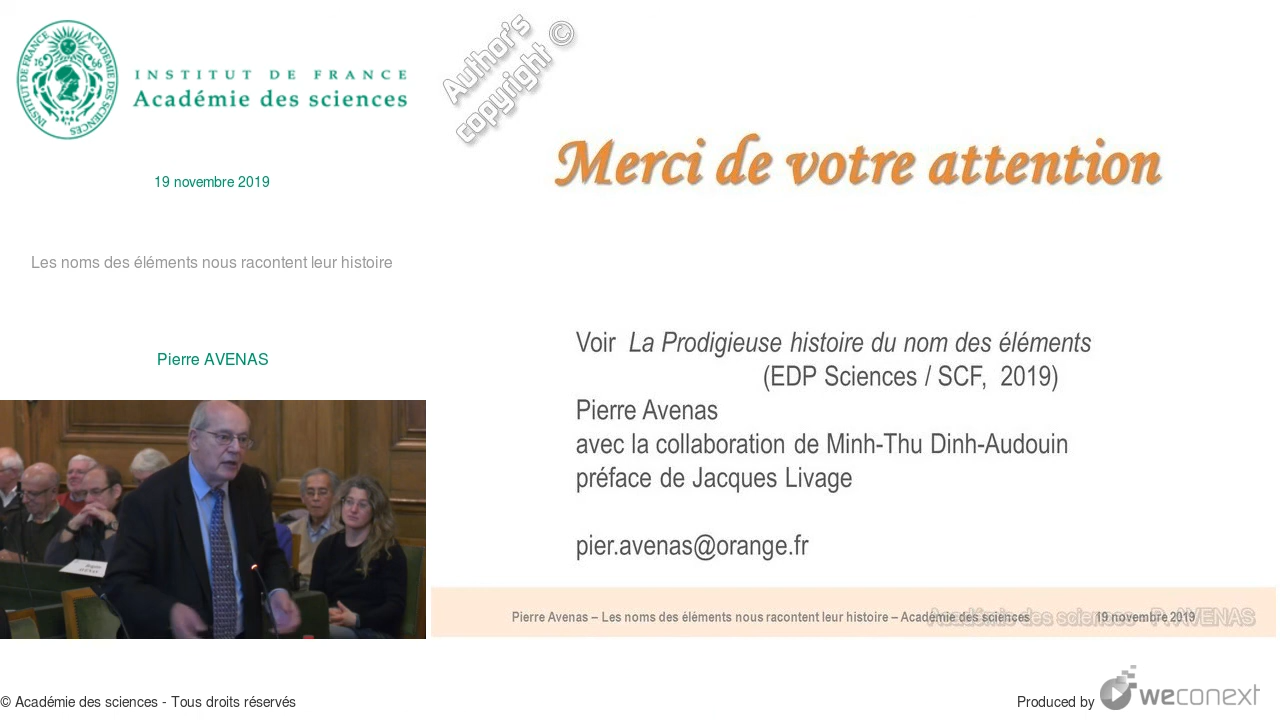 INSTITUT DE FRANCE
Académie des sciences
19 novembre 2019
Les noms des éléments nous racontent leur histoire
Pierre AVENAS
Author's
copyright ©
Merci de votre attention
Voir La Prodigieuse histoire du nom des éléments
(EDP Sciences / SCF, 2019)
Pierre Avenas
avec la collaboration de Minh-Thu Dinh-Audouin
préface de Jacques Livage
pier.avenas@orange.fr
Pierre Avenas – Les noms des éléments nous racontent leur histoire – Académie des sciences 19 novembre 2019
Académie des sciences - P. AVENAS
© Académie des sciences - Tous droits réservés
Produced by weconext